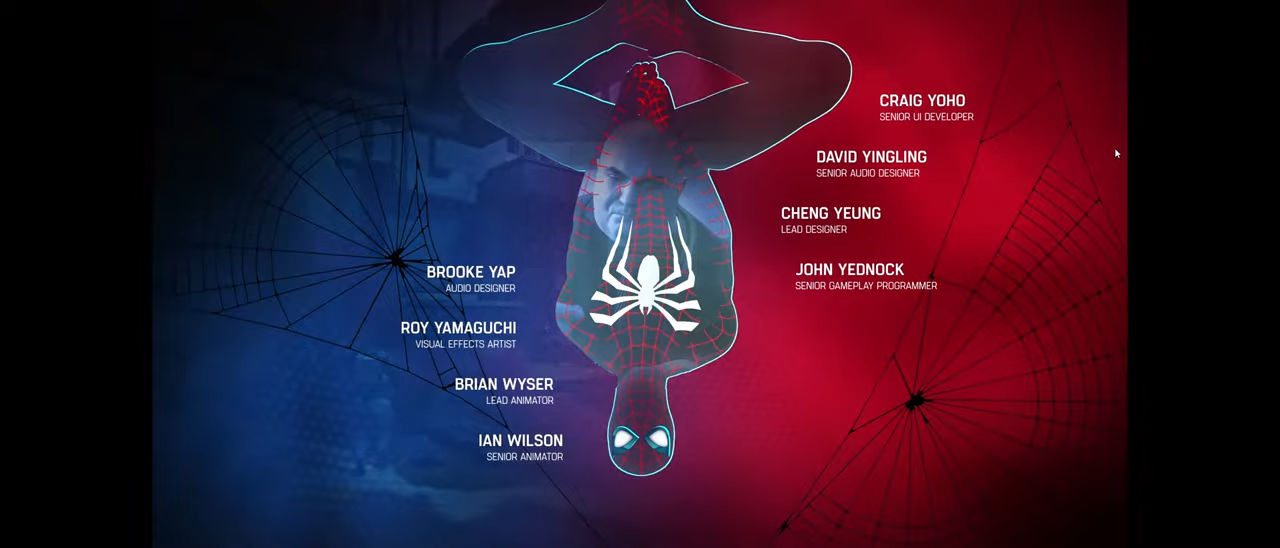 CRAIG YOHO
SENIOR UI DEVELOPER
DAVID YINGLING
SENIOR AUDIO DESIGNER
CHENG YEUNG
LEAD DESIGNER
JOHN YEDNOCK
SENIOR GAMEPLAY PROGRAMMER
BROOKE YAP
AUDIO DESIGNER
ROY YAMAGUCHI
VISUAL EFFECTS ARTIST
BRIAN WYSER
LEAD ANIMATOR
IAN WILSON
SENIOR ANIMATOR